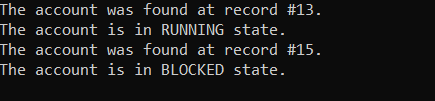 The account was found at record #13.
The account is in RUNNING state.
The account was found at record #15.
The account is in BLOCKED state.